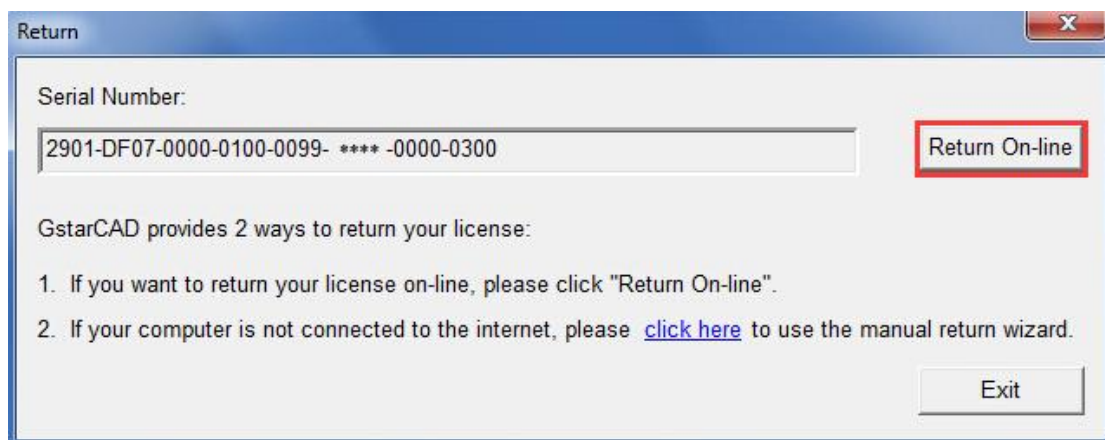 Return
Serial Number:
2901-DF07-0000-0100-0099- **** -0000-0300
Return On-line
GstarCAD provides 2 ways to return your license:
1. If you want to return your license on-line, please click "Return On-line".
2. If your computer is not connected to the internet, please click here to use the manual return wizard.
Exit